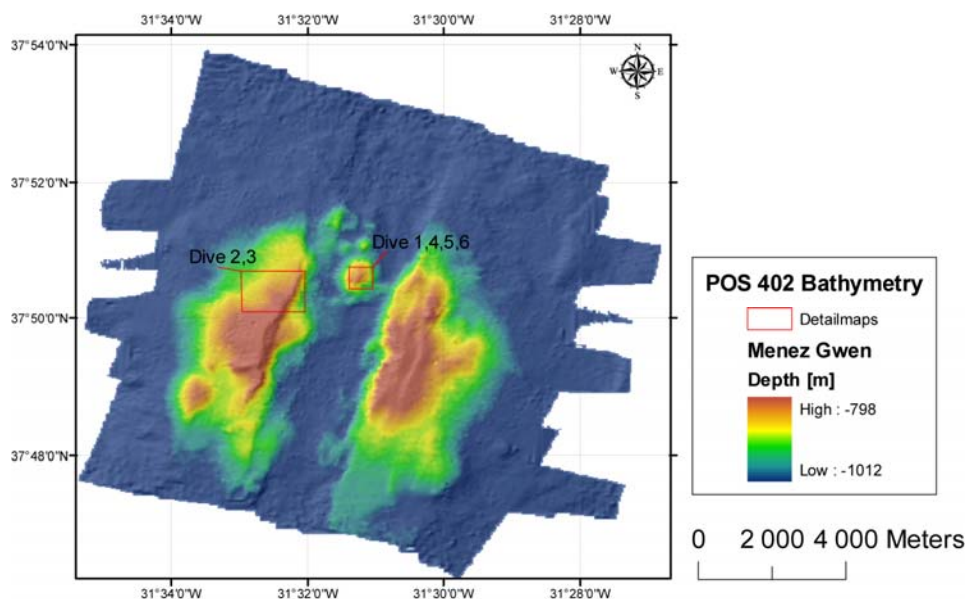 31°34'0"W 31°32'0"W 31°30'0"W 31°28'0"W
37°54'0"N
N
W E
S
37°52'0"N
Dive 2,3
Dive 1,4,5,6
37°50'0"N
37°48'0"N
31°34'0"W 31°32'0"W 31°30'0"W 31°28'0"W
POS 402 Bathymetry
Detailmaps
Menez Gwen
Depth [m]
High : -798
Low : -1012
0 2 000 4 000 Meters